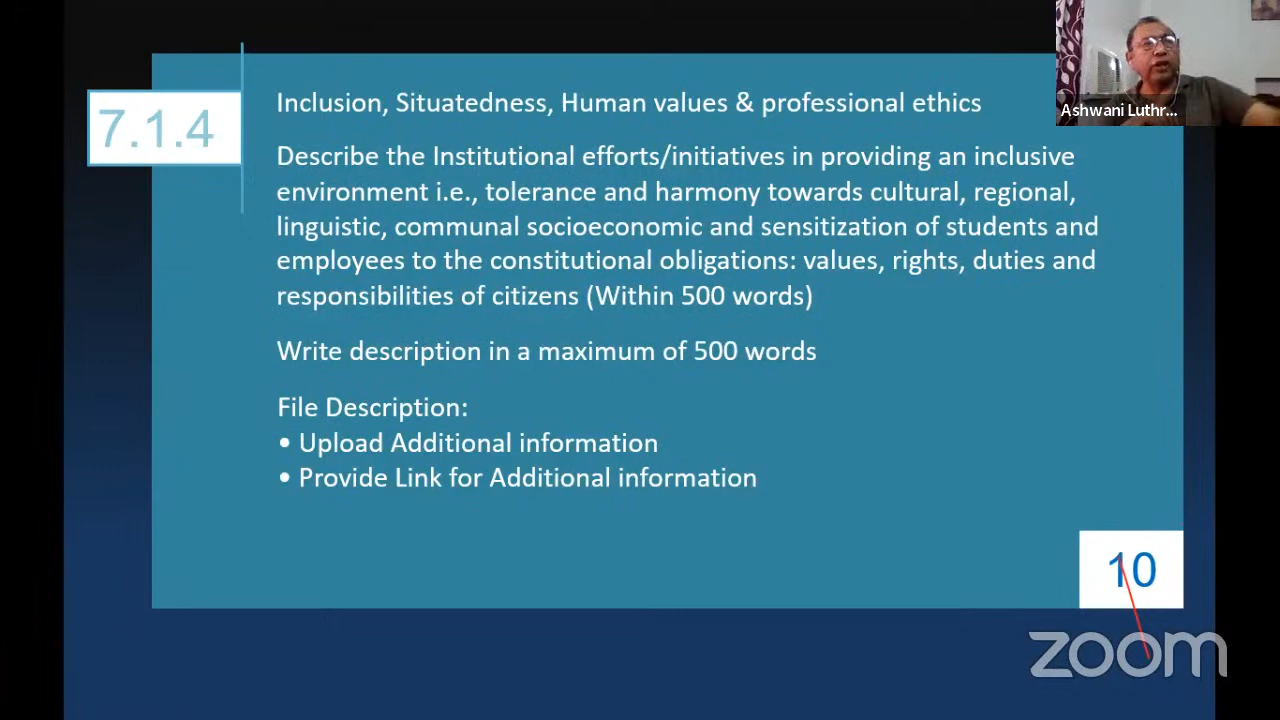 7.1.4
Inclusion, Situatedness, Human values & professional ethics
Describe the Institutional efforts/initiatives in providing an inclusive
environment i.e., tolerance and harmony towards cultural, regional,
linguistic, communal socioeconomic and sensitization of students and
employees to the constitutional obligations: values, rights, duties and
responsibilities of citizens (Within 500 words)
Write description in a maximum of 500 words
File Description:
• Upload Additional information
• Provide Link for Additional information
10
Ashwani Luthr...
zoom